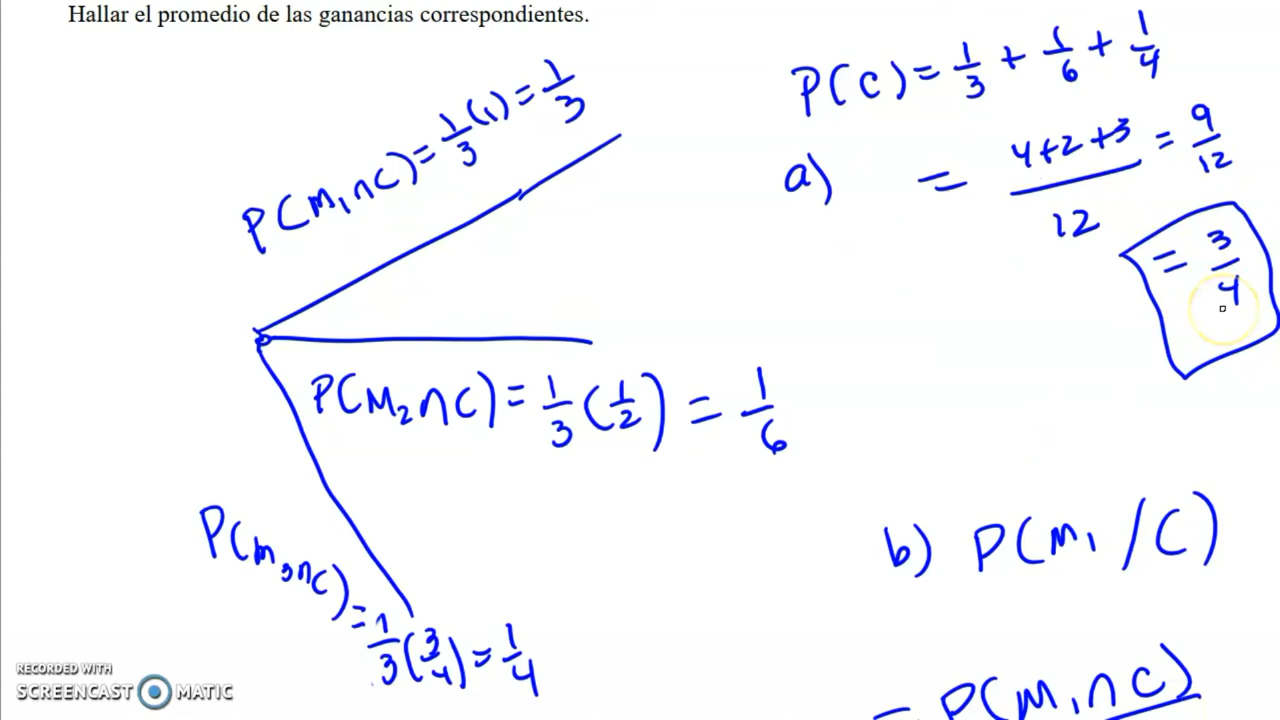 Hallar el promedio de las ganancias correspondientes.
P(M₁∩C) = 1/3 (1) = 1/3
P(C) = 1/3 + 1/6 + 1/4
a) = (4+2+3)/12 = 9/12
= 3/4
P(M₂∩C) = 1/3 (1/2) = 1/6
P(M₃∩C) = 1/3 (3/4) = 1/4
b) P(M₁/C)
= P(M₁∩C)
RECORDED WITH
SCREENCAST MATIC